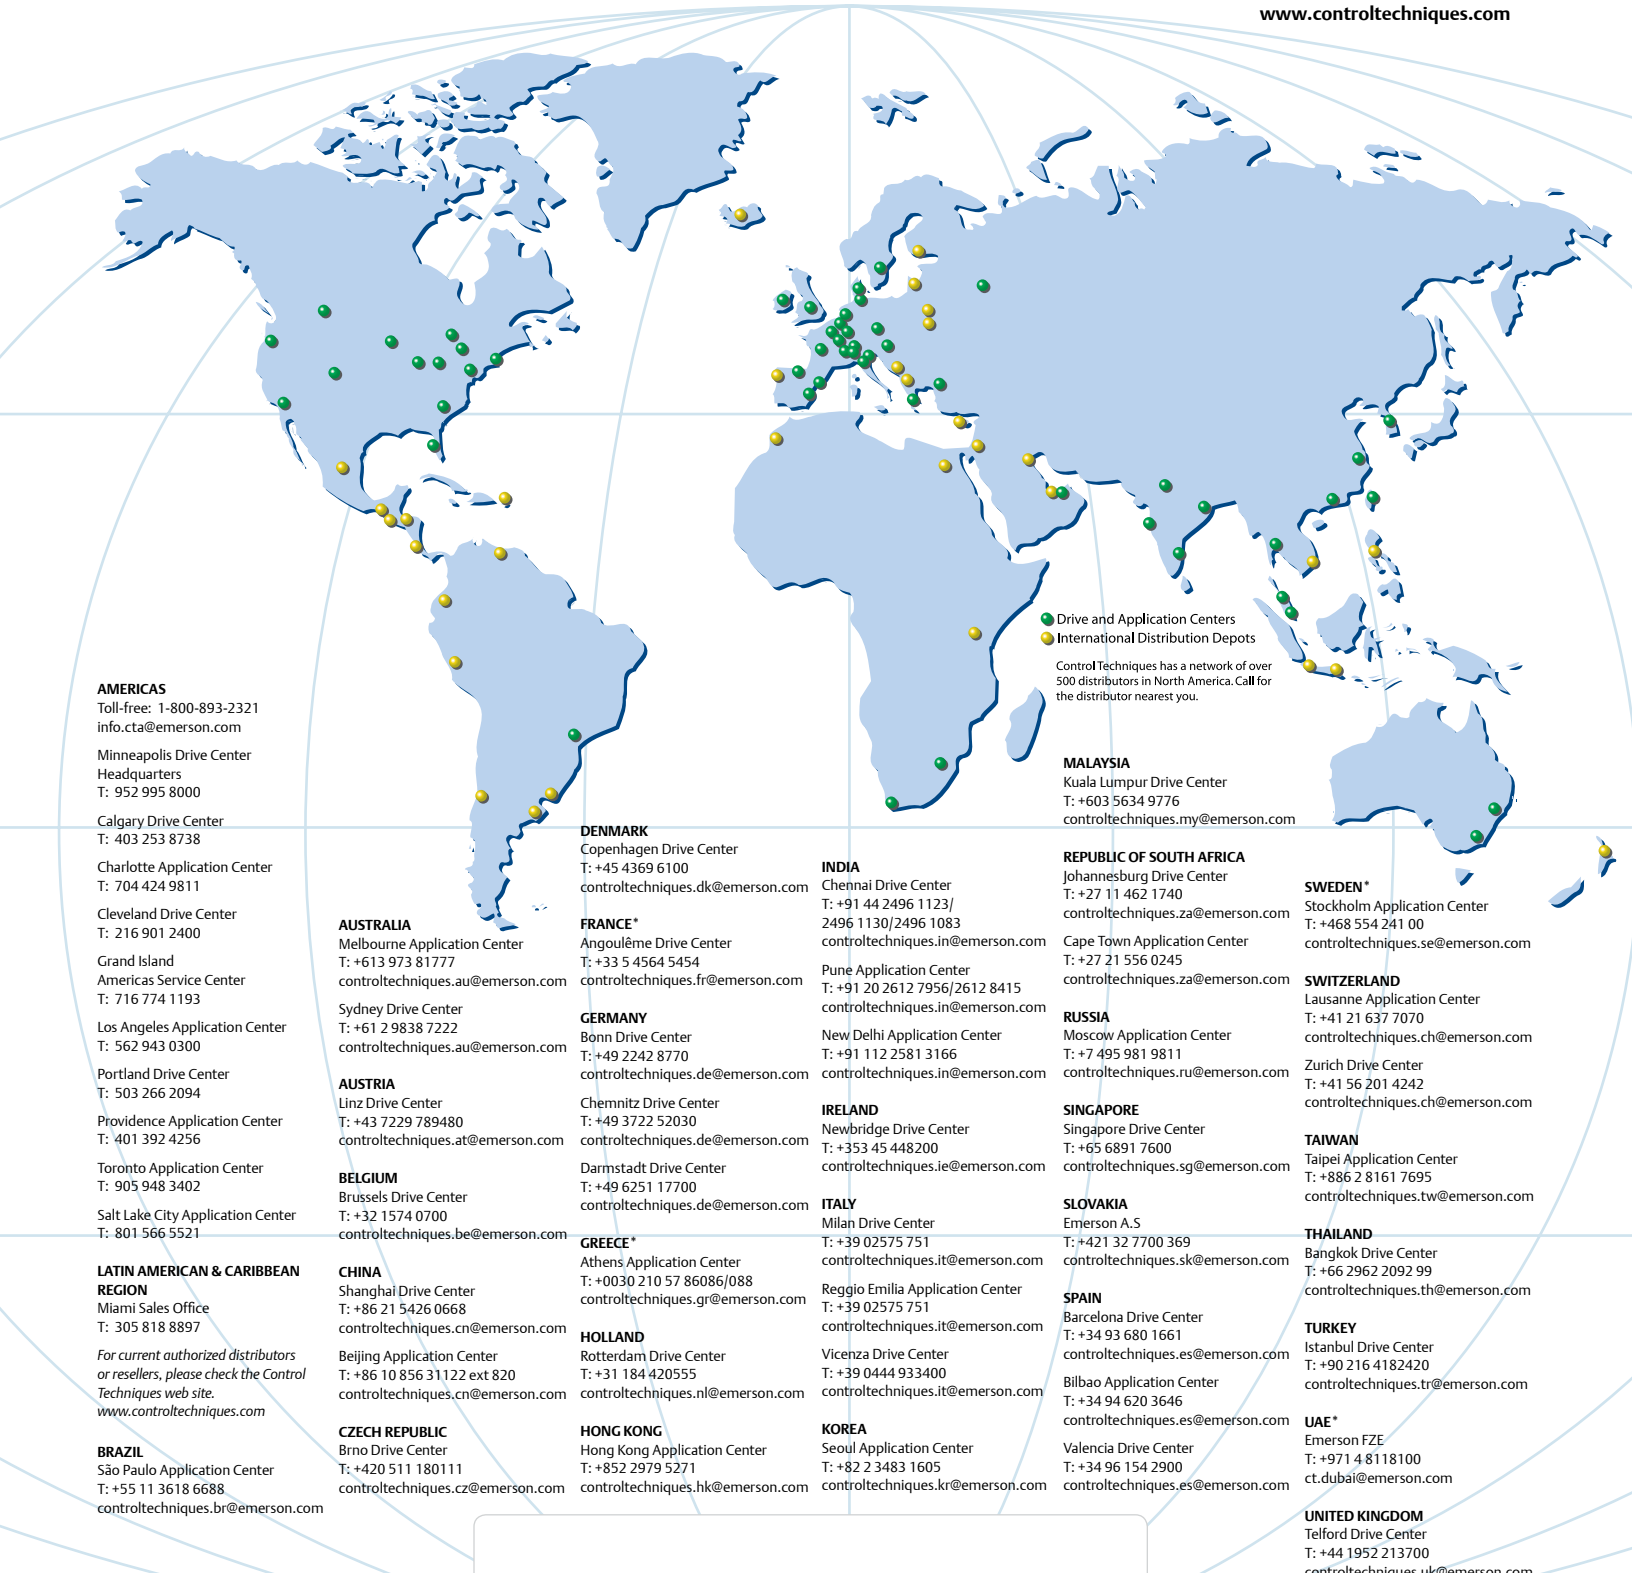 www.controltechniques.com
Drive and Application Centers
International Distribution Depots
Control Techniques has a network of over
500 distributors in North America. Call for
the distributor nearest you.
AMERICAS
Toll-free: 1-800-893-2321
info.cta@emerson.com
Minneapolis Drive Center
Headquarters
T: 952 995 8000
Calgary Drive Center
T: 403 253 8738
Charlotte Application Center
T: 704 424 9811
Cleveland Drive Center
T: 216 901 2400
Grand Island
Americas Service Center
T: 716 774 1193
Los Angeles Application Center
T: 562 943 0300
Portland Drive Center
T: 503 266 2094
Providence Application Center
T: 401 392 4256
Toronto Application Center
T: 905 948 3402
Salt Lake City Application Center
T: 801 566 5521
LATIN AMERICAN & CARIBBEAN
REGION
Miami Sales Office
T: 305 818 8897
For current authorized distributors
or resellers, please check the Control
Techniques web site.
www.controltechniques.com
BRAZIL
São Paulo Application Center
T: +55 11 3618 6688
controltechniques.br@emerson.com
AUSTRALIA
Melbourne Application Center
T: +613 973 81777
controltechniques.au@emerson.com
Sydney Drive Center
T: +61 2 9838 7222
controltechniques.au@emerson.com
AUSTRIA
Linz Drive Center
T: +43 7229 789480
controltechniques.at@emerson.com
BELGIUM
Brussels Drive Center
T: +32 1574 0700
controltechniques.be@emerson.com
CHINA
Shanghai Drive Center
T: +86 21 5426 0668
controltechniques.cn@emerson.com
Beijing Application Center
T: +86 10 856 31122 ext 820
controltechniques.cn@emerson.com
CZECH REPUBLIC
Brno Drive Center
T: +420 511 180111
controltechniques.cz@emerson.com
DENMARK
Copenhagen Drive Center
T: +45 4369 6100
controltechniques.dk@emerson.com
FRANCE*
Angoulême Drive Center
T: +33 5 4564 5454
controltechniques.fr@emerson.com
GERMANY
Bonn Drive Center
T: +49 2242 8770
controltechniques.de@emerson.com
Chemnitz Drive Center
T: +49 3722 52030
controltechniques.de@emerson.com
Darmstadt Drive Center
T: +49 6251 17700
controltechniques.de@emerson.com
GREECE*
Athens Application Center
T: +0030 210 57 86086/088
controltechniques.gr@emerson.com
HOLLAND
Rotterdam Drive Center
T: +31 184 420555
controltechniques.nl@emerson.com
HONG KONG
Hong Kong Application Center
T: +852 2979 5271
controltechniques.hk@emerson.com
INDIA
Chennai Drive Center
T: +91 44 2496 1123/
2496 1130/2496 1083
controltechniques.in@emerson.com
Pune Application Center
T: +91 20 2612 7956/2612 8415
controltechniques.in@emerson.com
New Delhi Application Center
T: +91 112 2581 3166
controltechniques.in@emerson.com
IRELAND
Newbridge Drive Center
T: +353 45 448200
controltechniques.ie@emerson.com
ITALY
Milan Drive Center
T: +39 02575 751
controltechniques.it@emerson.com
Reggio Emilia Application Center
T: +39 02575 751
controltechniques.it@emerson.com
Vicenza Drive Center
T: +39 0444 933400
controltechniques.it@emerson.com
KOREA
Seoul Application Center
T: +82 2 3483 1605
controltechniques.kr@emerson.com
MALAYSIA
Kuala Lumpur Drive Center
T: +603 5634 9776
controltechniques.my@emerson.com
REPUBLIC OF SOUTH AFRICA
Johannesburg Drive Center
T: +27 11 462 1740
controltechniques.za@emerson.com
Cape Town Application Center
T: +27 21 556 0245
controltechniques.za@emerson.com
RUSSIA
Moscow Application Center
T: +7 495 981 9811
controltechniques.ru@emerson.com
SINGAPORE
Singapore Drive Center
T: +65 6891 7600
controltechniques.sg@emerson.com
SLOVAKIA
Emerson A.S
T: +421 32 7700 369
controltechniques.sk@emerson.com
SPAIN
Barcelona Drive Center
T: +34 93 680 1661
controltechniques.es@emerson.com
Bilbao Application Center
T: +34 94 620 3646
controltechniques.es@emerson.com
Valencia Drive Center
T: +34 96 154 2900
controltechniques.es@emerson.com
SWEDEN*
Stockholm Application Center
T: +468 554 241 00
controltechniques.se@emerson.com
SWITZERLAND
Lausanne Application Center
T: +41 21 637 7070
controltechniques.ch@emerson.com
Zurich Drive Center
T: +41 56 201 4242
controltechniques.ch@emerson.com
TAIWAN
Taipei Application Center
T: +886 2 8161 7695
controltechniques.tw@emerson.com
THAILAND
Bangkok Drive Center
T: +66 2962 2092 99
controltechniques.th@emerson.com
TURKEY
Istanbul Drive Center
T: +90 216 4182420
controltechniques.tr@emerson.com
UAE*
Emerson FZE
T: +971 4 8118100
ct.dubai@emerson.com
UNITED KINGDOM
Telford Drive Center
T: +44 1952 213700
controltechniques.uk@emerson.com